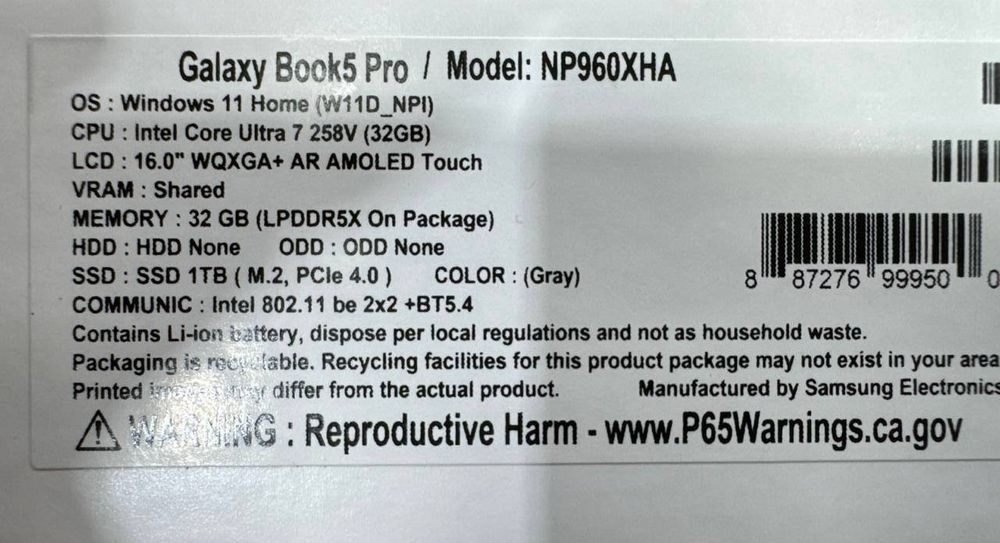 Galaxy Book5 Pro / Model: NP960XHA
OS : Windows 11 Home (W11D_NPI)
CPU : Intel Core Ultra 7 258V (32GB)
LCD : 16.0" WQXGA+ AR AMOLED Touch
VRAM : Shared
MEMORY : 32 GB (LPDDR5X On Package)
HDD : HDD None ODD : ODD None
SSD : SSD 1TB ( M.2, PCIe 4.0 ) COLOR : (Gray)
8 87276 99950 0
COMMUNIC : Intel 802.11 be 2x2 +BT5.4
Contains Li-ion battery, dispose per local regulations and not as household waste.
Packaging is recyclable. Recycling facilities for this product package may not exist in your area
Printed may differ from the actual product. Manufactured by Samsung Electronics
WARNING : Reproductive Harm - www.P65Warnings.ca.gov